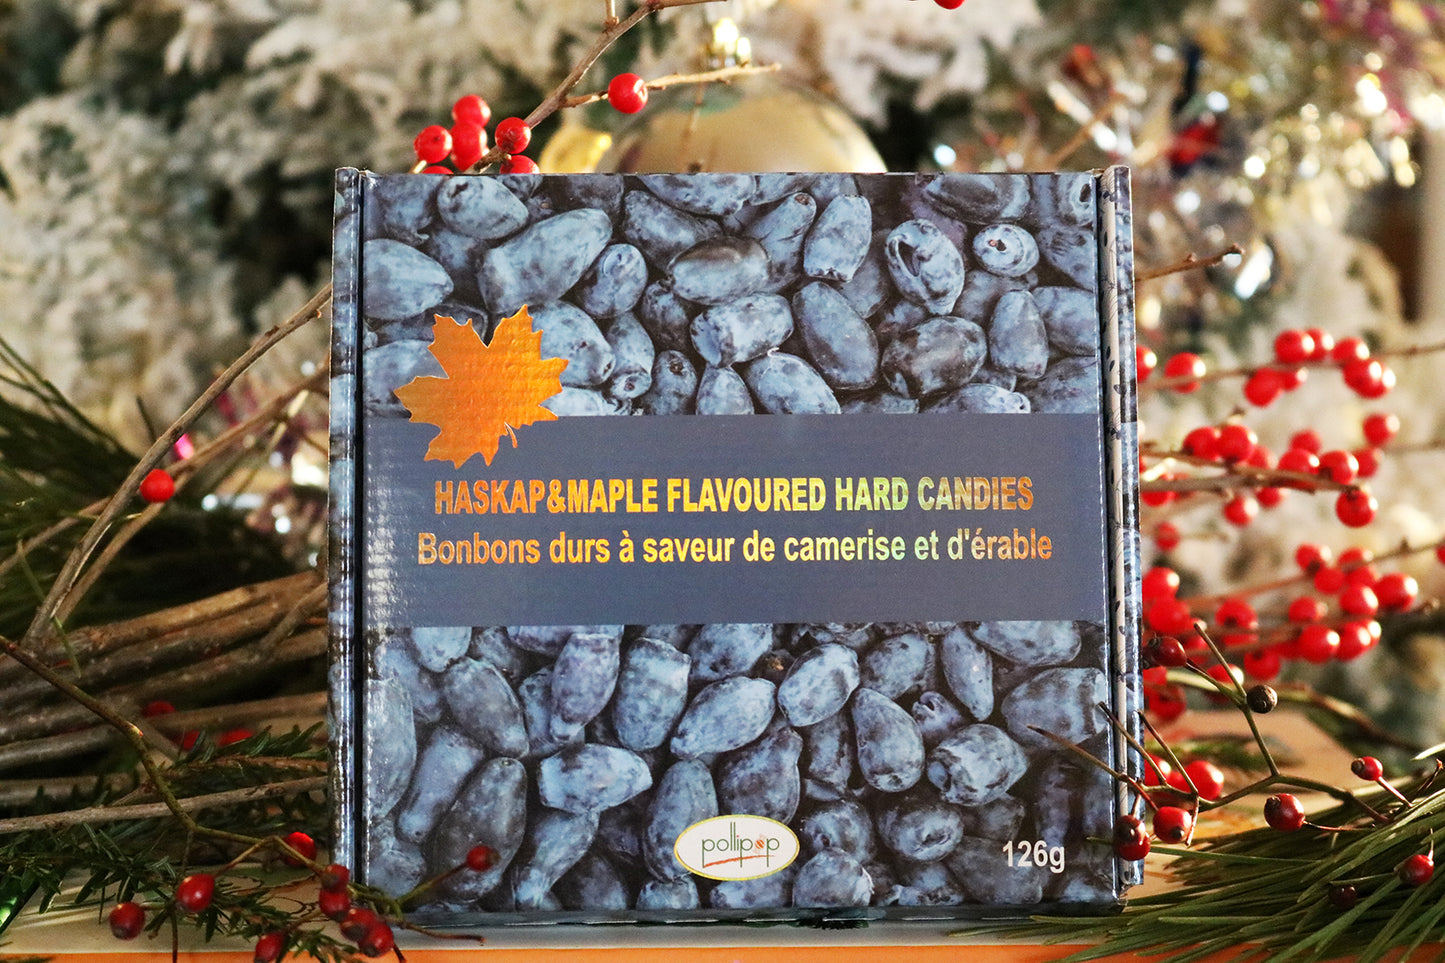 HASKAP&MAPLE FLAVOURED HARD CANDIES
Bonbons durs à saveur de camerise et d'érable
pollipop
126g